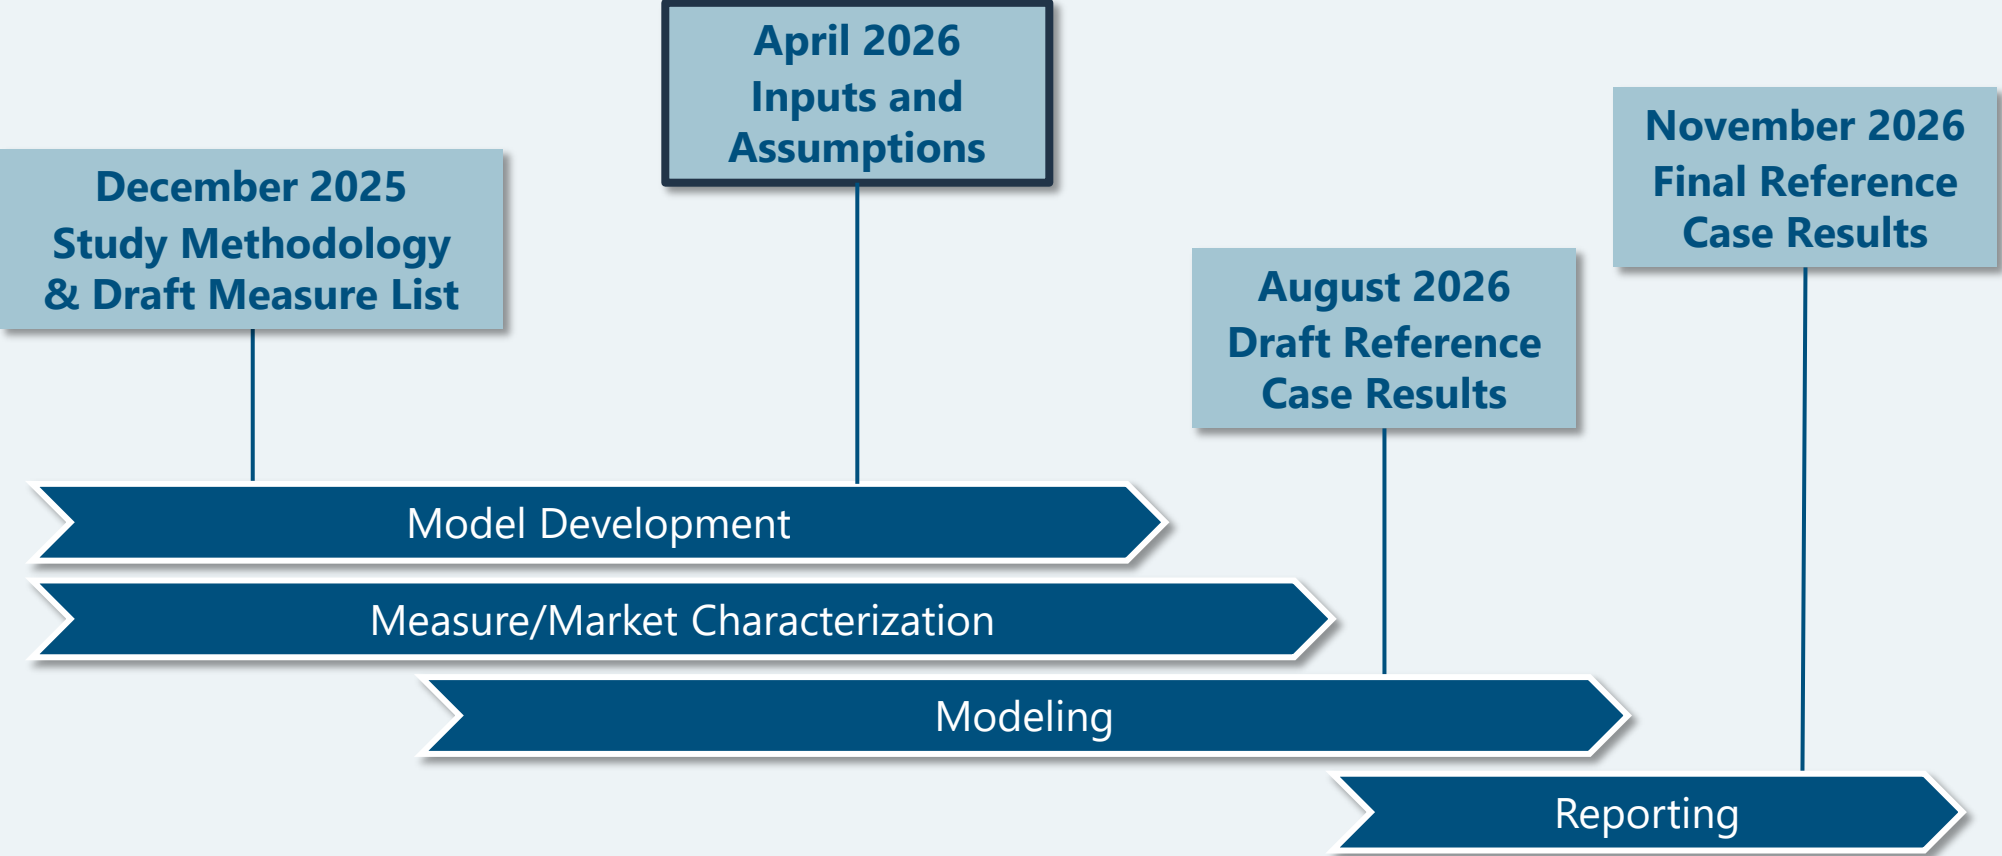 December 2025
Study Methodology
& Draft Measure List
April 2026
Inputs and
Assumptions
August 2026
Draft Reference
Case Results
November 2026
Final Reference
Case Results
Model Development
Measure/Market Characterization
Modeling
Reporting